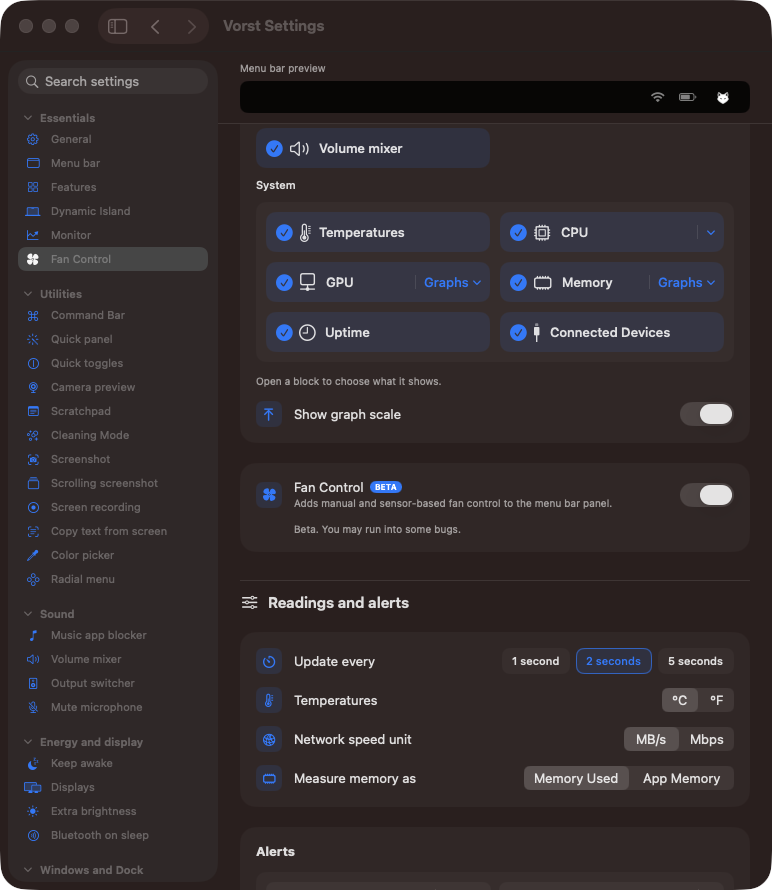 Vorst Settings
Search settings
Essentials
General
Menu bar
Features
Dynamic Island
Monitor
Fan Control
Utilities
Command Bar
Quick panel
Quick toggles
Camera preview
Scratchpad
Cleaning Mode
Screenshot
Scrolling screenshot
Screen recording
Copy text from screen
Color picker
Radial menu
Sound
Music app blocker
Volume mixer
Output switcher
Mute microphone
Energy and display
Keep awake
Displays
Extra brightness
Bluetooth on sleep
Windows and Dock
Menu bar preview
Volume mixer
System
Temperatures
CPU
GPU Graphs
Memory Graphs
Uptime
Connected Devices
Open a block to choose what it shows.
Show graph scale
Fan Control BETA
Adds manual and sensor-based fan control to the menu bar panel.
Beta. You may run into some bugs.
Readings and alerts
Update every 1 second 2 seconds 5 seconds
Temperatures °C °F
Network speed unit MB/s Mbps
Measure memory as Memory Used App Memory
Alerts